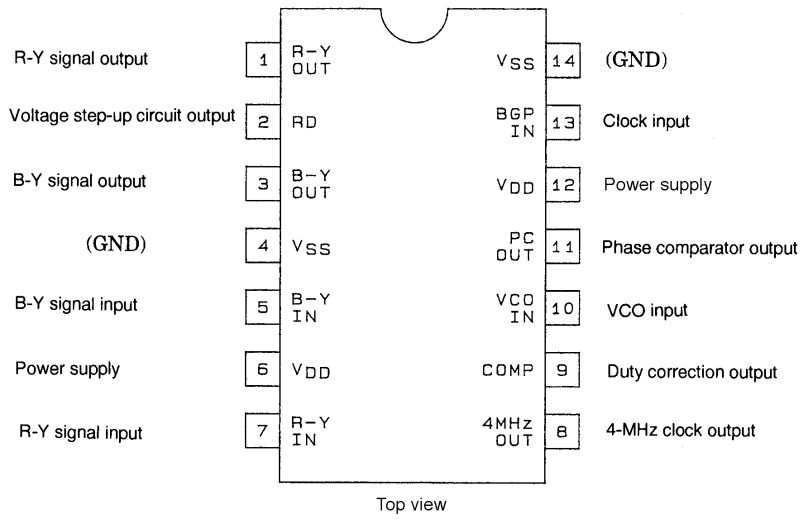 R-Y signal output 1 R-Y OUT VSS 14 (GND)
Voltage step-up circuit output 2 RD BGP IN 13 Clock input
B-Y signal output 3 B-Y OUT VDD 12 Power supply
(GND) 4 VSS PC OUT 11 Phase comparator output
B-Y signal input 5 B-Y IN VCO IN 10 VCO input
Power supply 6 VDD COMP 9 Duty correction output
R-Y signal input 7 R-Y IN 4MHz OUT 8 4-MHz clock output
Top view